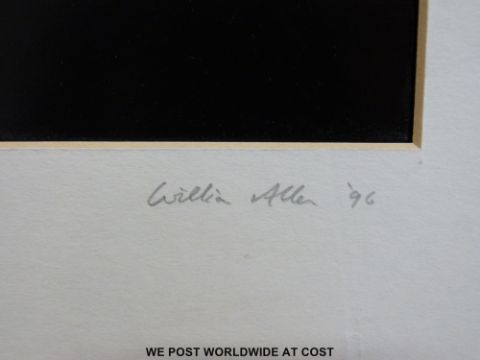 William Allen '96
WE POST WORLDWIDE AT COST